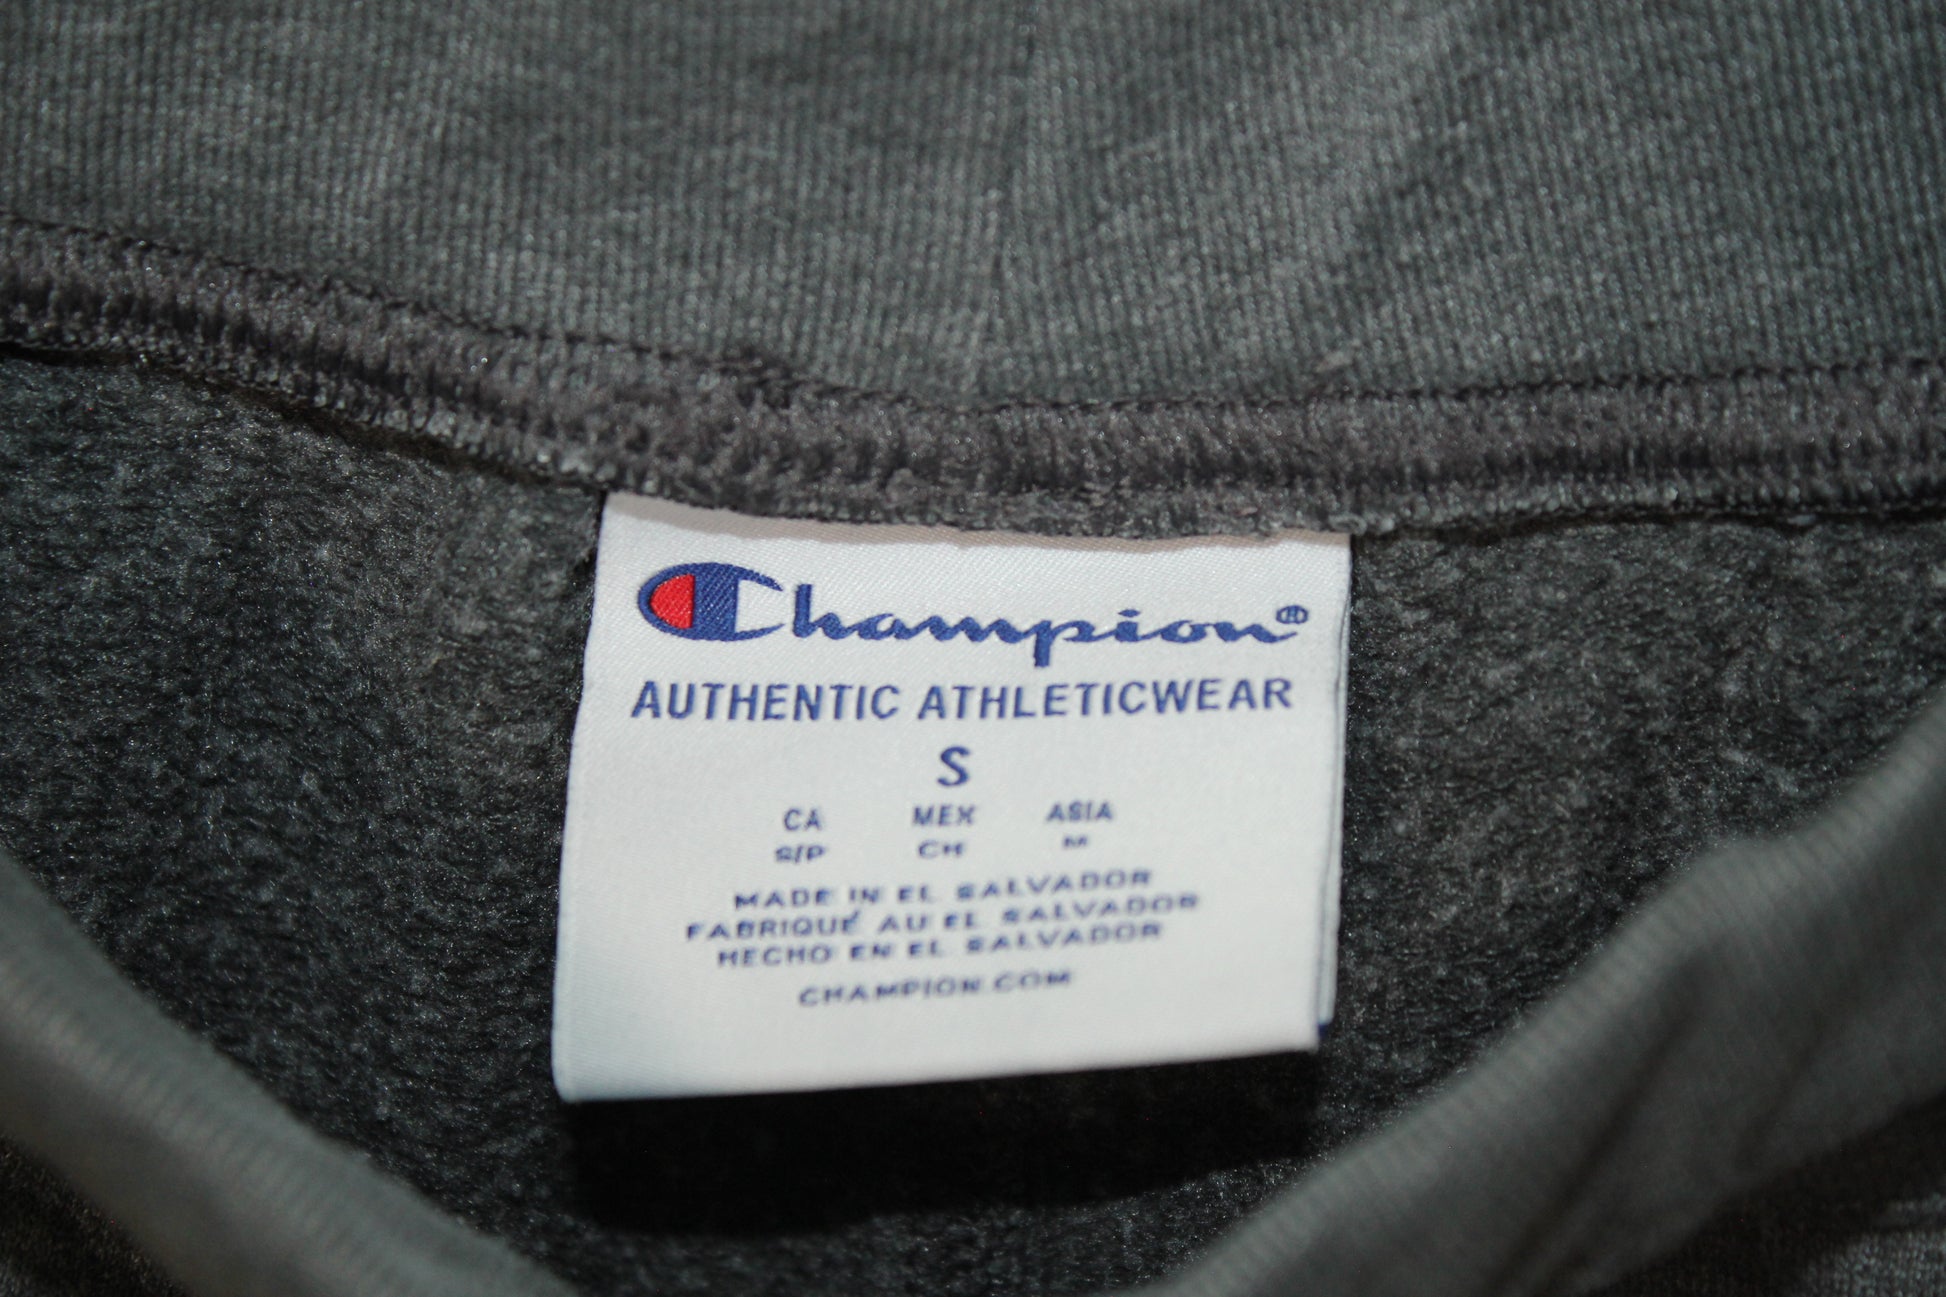 Champion®
AUTHENTIC ATHLETICWEAR
S
CA MEX ASIA
S/P CH M
MADE IN EL SALVADOR
FABRIQUÉ AU EL SALVADOR
HECHO EN EL SALVADOR
CHAMPION.COM